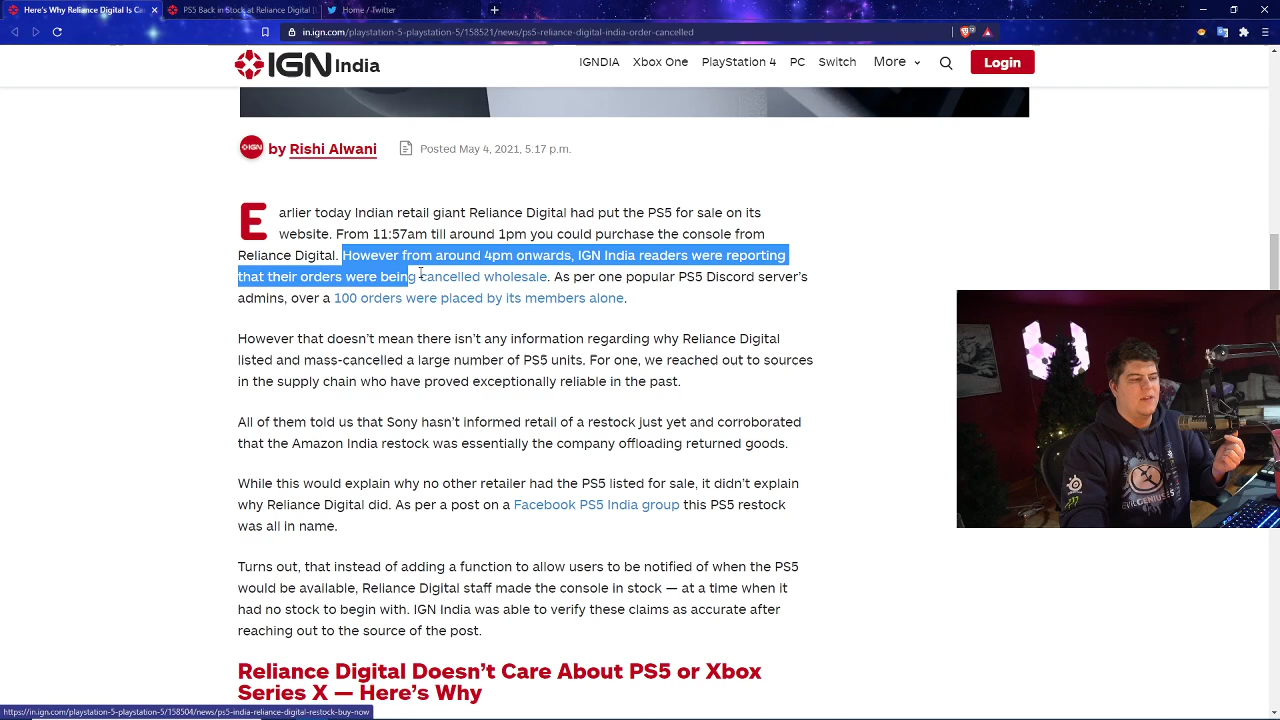 Here's Why Reliance Digital Is Ca
PS5 Back in Stock at Reliance Digital (
Home / Twitter
in.ign.com/playstation-5-playstation-5/158521/news/ps5-reliance-digital-india-order-cancelled
IGN India
IGNDIA Xbox One PlayStation 4 PC Switch More Login
by Rishi Alwani Posted May 4, 2021, 5:17 p.m.
Earlier today Indian retail giant Reliance Digital had put the PS5 for sale on its
website. From 11:57am till around 1pm you could purchase the console from
Reliance Digital. However from around 4pm onwards, IGN India readers were reporting
that their orders were being cancelled wholesale. As per one popular PS5 Discord server's
admins, over a 100 orders were placed by its members alone.
However that doesn't mean there isn't any information regarding why Reliance Digital
listed and mass-cancelled a large number of PS5 units. For one, we reached out to sources
in the supply chain who have proved exceptionally reliable in the past.
All of them told us that Sony hasn't informed retail of a restock just yet and corroborated
that the Amazon India restock was essentially the company offloading returned goods.
While this would explain why no other retailer had the PS5 listed for sale, it didn't explain
why Reliance Digital did. As per a post on a Facebook PS5 India group this PS5 restock
was all in name.
Turns out, that instead of adding a function to allow users to be notified of when the PS5
would be available, Reliance Digital staff made the console in stock — at a time when it
had no stock to begin with. IGN India was able to verify these claims as accurate after
reaching out to the source of the post.
Reliance Digital Doesn't Care About PS5 or Xbox
Series X — Here's Why
https://in.ign.com/playstation-5-playstation-5/158504/news/ps5-india-reliance-digital-restock-buy-now
EVIL GENIUSES